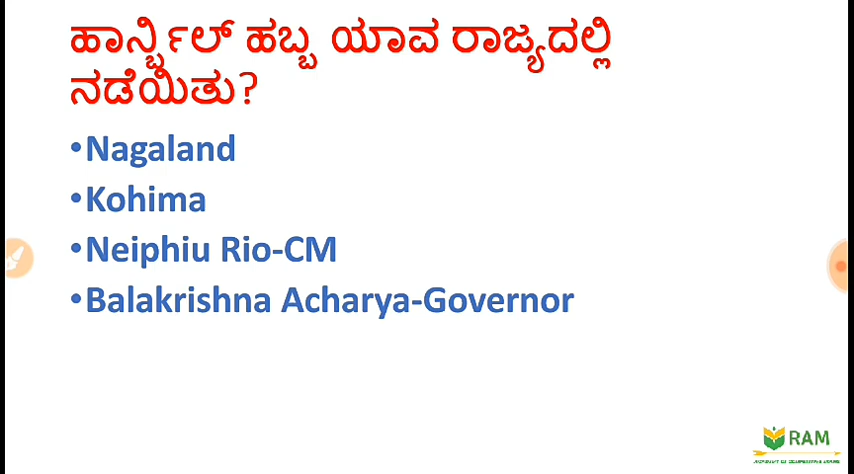 ಹಾರ್ನ್ಬಿಲ್ ಹಬ್ಬ ಯಾವ ರಾಜ್ಯದಲ್ಲಿ
ನಡೆಯಿತು?
•Nagaland
•Kohima
•Neiphiu Rio-CM
•Balakrishna Acharya-Governor
RAM